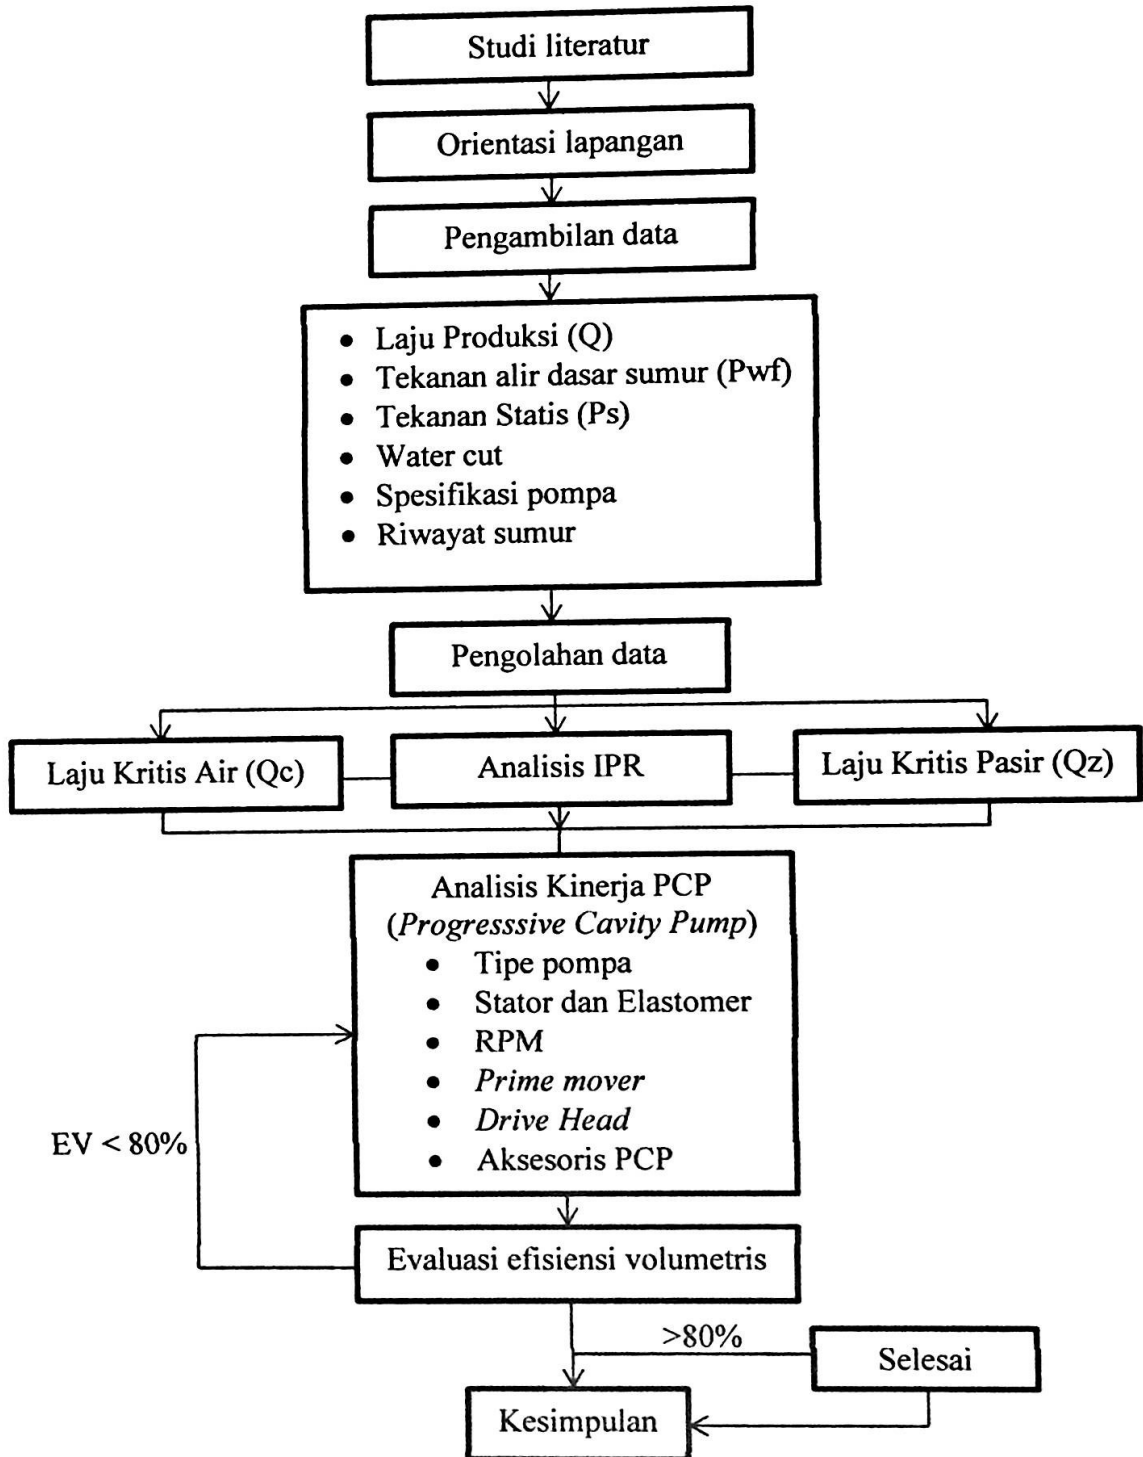 Studi literatur
Orientasi lapangan
Pengambilan data
• Laju Produksi (Q)
• Tekanan alir dasar sumur (Pwf)
• Tekanan Statis (Ps)
• Water cut
• Spesifikasi pompa
• Riwayat sumur
Pengolahan data
Laju Kritis Air (Qc)
Analisis IPR
Laju Kritis Pasir (Qz)
Analisis Kinerja PCP
(Progresssive Cavity Pump)
• Tipe pompa
• Stator dan Elastomer
• RPM
• Prime mover
• Drive Head
• Aksesoris PCP
EV < 80%
Evaluasi efisiensi volumetris
>80%
Selesai
Kesimpulan